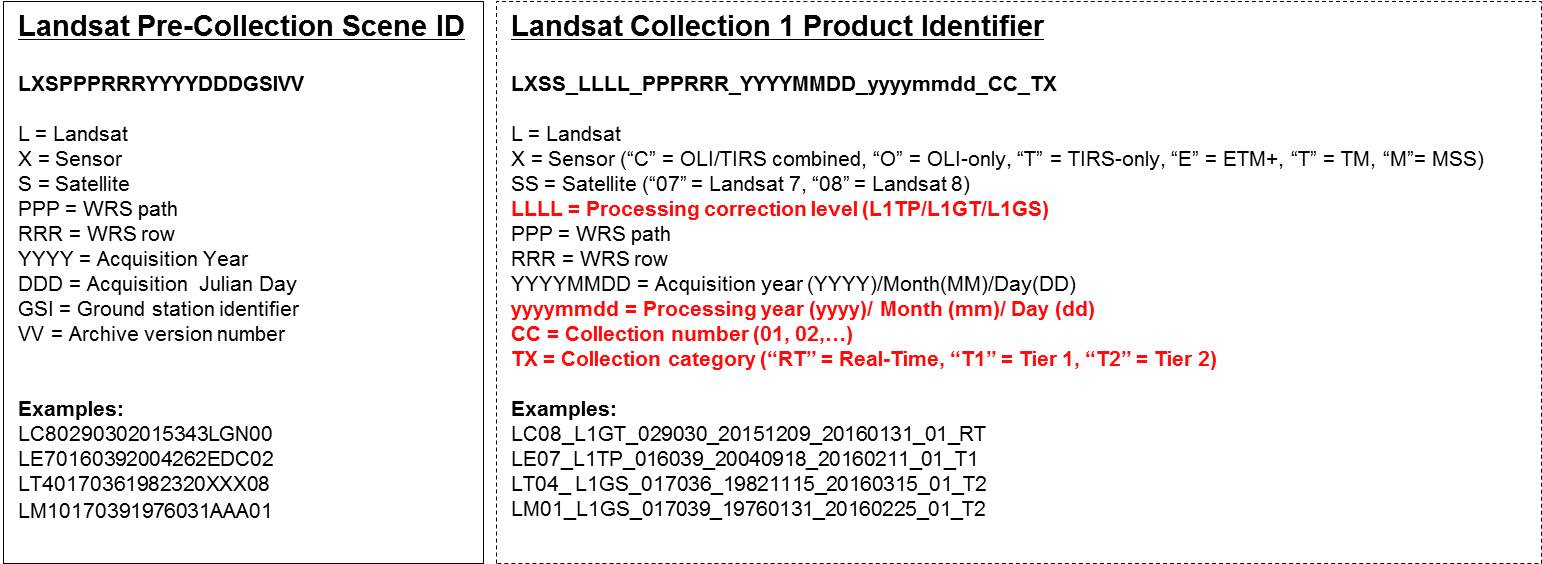 Landsat Pre-Collection Scene ID
LXSPPPRRRYYYYDDDGSIVV
L = Landsat
X = Sensor
S = Satellite
PPP = WRS path
RRR = WRS row
YYYY = Acquisition Year
DDD = Acquisition  Julian Day
GSI = Ground station identifier
VV = Archive version number
Examples:
LC80290302015343LGN00
LE70160392004262EDC02
LT40170361982320XXX08
LM10170391976031AAA01
Landsat Collection 1 Product Identifier
LXSS_LLLL_PPPRRR_YYYYMMDD_yyyymmdd_CC_TX
L = Landsat
X = Sensor (“C” = OLI/TIRS combined, “O” = OLI-only, “T” = TIRS-only, “E” = ETM+, “T” = TM, “M”= MSS)
SS = Satellite (“07” = Landsat 7, “08” = Landsat 8)
LLLL = Processing correction level (L1TP/L1GT/L1GS)
PPP = WRS path
RRR = WRS row
YYYYMMDD = Acquisition year (YYYY)/Month(MM)/Day(DD)
yyyymmdd = Processing year (yyyy)/ Month (mm)/ Day (dd)
CC = Collection number (01, 02,…)
TX = Collection category (“RT” = Real-Time, “T1” = Tier 1, “T2” = Tier 2)
Examples:
LC08_L1GT_029030_20151209_20160131_01_RT
LE07_L1TP_016039_20040918_20160211_01_T1
LT04_ L1GS_017036_19821115_20160315_01_T2
LM01_L1GS_017039_19760131_20160225_01_T2